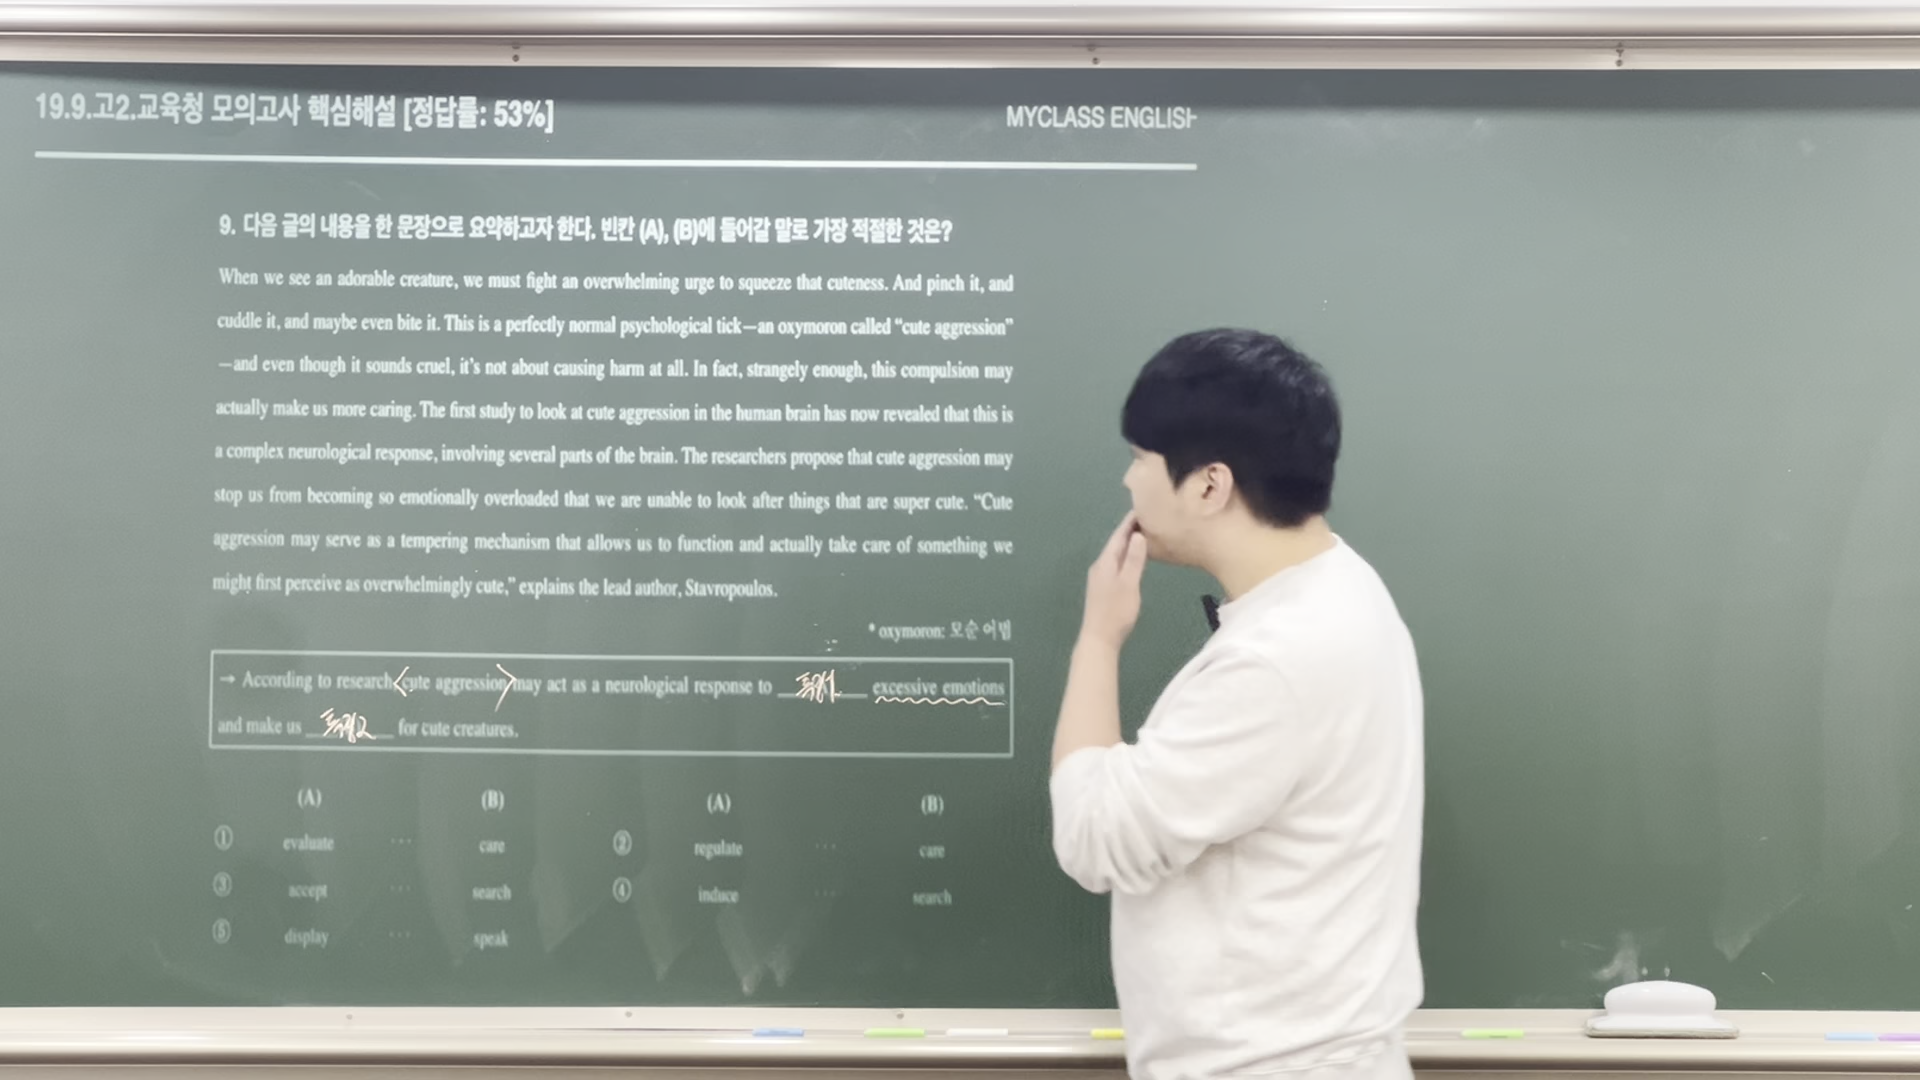 19.9.고2.교육청 모의고사 핵심해설 [정답률: 53%]
MYCLASS ENGLISH
9. 다음 글의 내용을 한 문장으로 요약하고자 한다. 빈칸 (A), (B)에 들어갈 말로 가장 적절한 것은?
When we see an adorable creature, we must fight an overwhelming urge to squeeze that cuteness. And pinch it, and
cuddle it, and maybe even bite it. This is a perfectly normal psychological tick—an oxymoron called “cute aggression”
—and even though it sounds cruel, it’s not about causing harm at all. In fact, strangely enough, this compulsion may
actually make us more caring. The first study to look at cute aggression in the human brain has now revealed that this is
a complex neurological response, involving several parts of the brain. The researchers propose that cute aggression may
stop us from becoming so emotionally overloaded that we are unable to look after things that are super cute. “Cute
aggression may serve as a tempering mechanism that allows us to function and actually take care of something we
might first perceive as overwhelmingly cute,” explains the lead author, Stavropoulos.
* oxymoron: 모순 어법
→ According to research <cute aggression> may act as a neurological response to 특징1 excessive emotions
and make us 특징2 for cute creatures.
(A) (B) (A) (B)
① evaluate ··· care ② regulate ··· care
③ accept ··· search ④ induce ··· search
⑤ display ··· speak